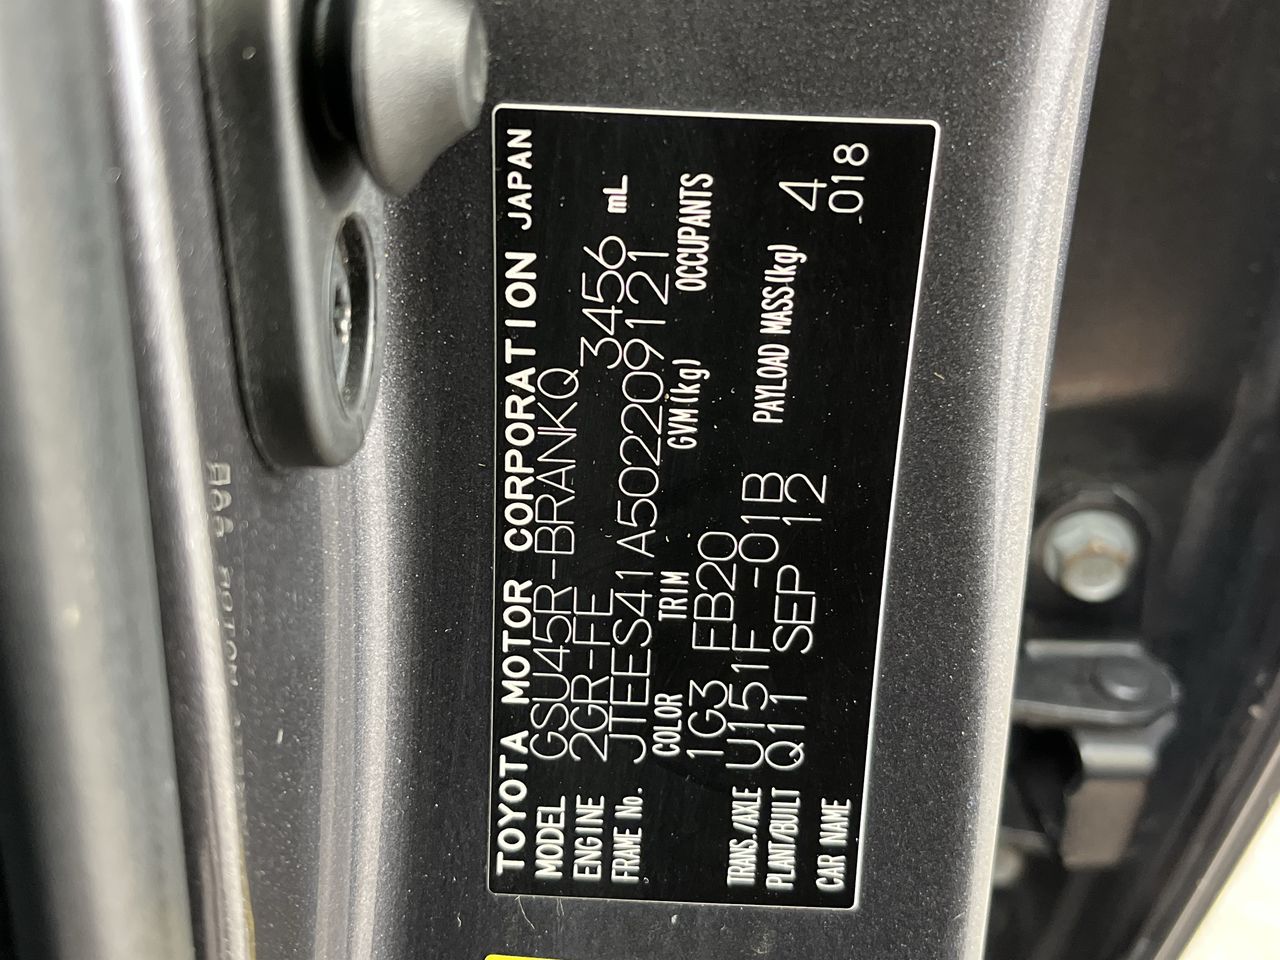 TOYOTA MOTOR CORPORATION JAPAN
MODEL GSU45R-BRANKQ
ENGINE 2GR-FE 3456 mL
FRAME No. JTEES41A502209121
COLOR TRIM GVM(kg) OCCUPANTS
1G3 FB20
TRANS./AXLE U151F -01B PAYLOAD MASS(kg) 4
PLANT/BUILT Q11 SEP 12 018
CAR NAME